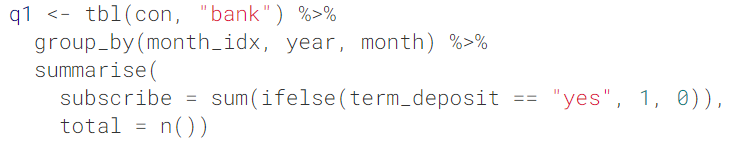 q1 <- tbl(con, "bank") %>%
  group_by(month_idx, year, month) %>%
  summarise(
    subscribe = sum(ifelse(term_deposit == "yes", 1, 0)),
    total = n())